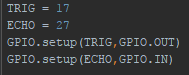 TRIG = 17
ECHO = 27
GPIO.setup(TRIG,GPIO.OUT)
GPIO.setup(ECHO,GPIO.IN)